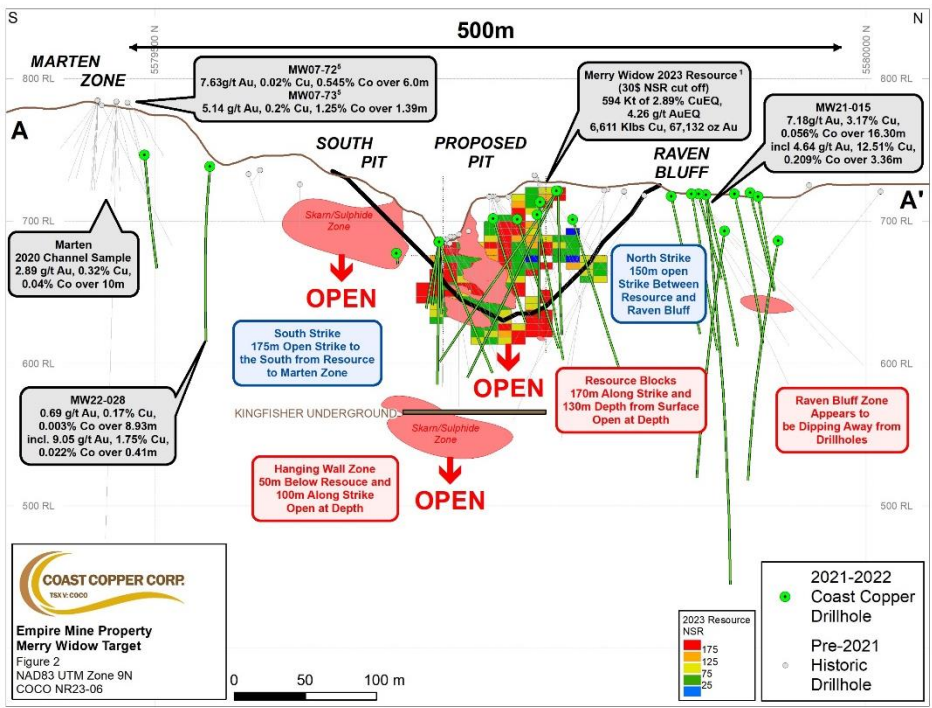 S
N
500m
5579500 N
5580000 N
MARTEN
ZONE
800 RL
800 RL
MW07-72⁵
7.63g/t Au, 0.02% Cu, 0.545% Co over 6.0m
MW07-73⁵
5.14 g/t Au, 0.2% Cu, 1.25% Co over 1.39m
Merry Widow 2023 Resource ¹
(30$ NSR cut off)
594 Kt of 2.89% CuEQ,
4.26 g/t AuEQ
6,611 Klbs Cu, 67,132 oz Au
MW21-015
7.18g/t Au, 3.17% Cu,
0.056% Co over 16.30m
incl 4.64 g/t Au, 12.51% Cu,
0.209% Co over 3.36m
A
SOUTH
PIT
PROPOSED
PIT
RAVEN
BLUFF
A'
700 RL
700 RL
Skarn/Sulphide
Zone
OPEN
Marten
2020 Channel Sample
2.89 g/t Au, 0.32% Cu,
0.04% Co over 10m
North Strike
150m open
Strike Between
Resource and
Raven Bluff
South Strike
175m Open Strike to
the South from Resource
to Marten Zone
600 RL
600 RL
OPEN
Resource Blocks
170m Along Strike and
130m Depth from Surface
Open at Depth
Raven Bluff Zone
Appears to
be Dipping Away from
Drillholes
MW22-028
0.69 g/t Au, 0.17% Cu,
0.003% Co over 8.93m
incl. 9.05 g/t Au, 1.75% Cu,
0.022% Co over 0.41m
KINGFISHER UNDERGROUND
Skarn/Sulphide
Zone
Hanging Wall Zone
50m Below Resouce and
100m Along Strike
Open at Depth
OPEN
500 RL
500 RL
COAST COPPER CORP.
TSX V: COCO
Empire Mine Property
Merry Widow Target
Figure 2
NAD83 UTM Zone 9N
COCO NR23-06
0 50 100 m
2023 Resource
NSR
175
125
75
25
2021-2022
Coast Copper
Drillhole
Pre-2021
Historic
Drillhole